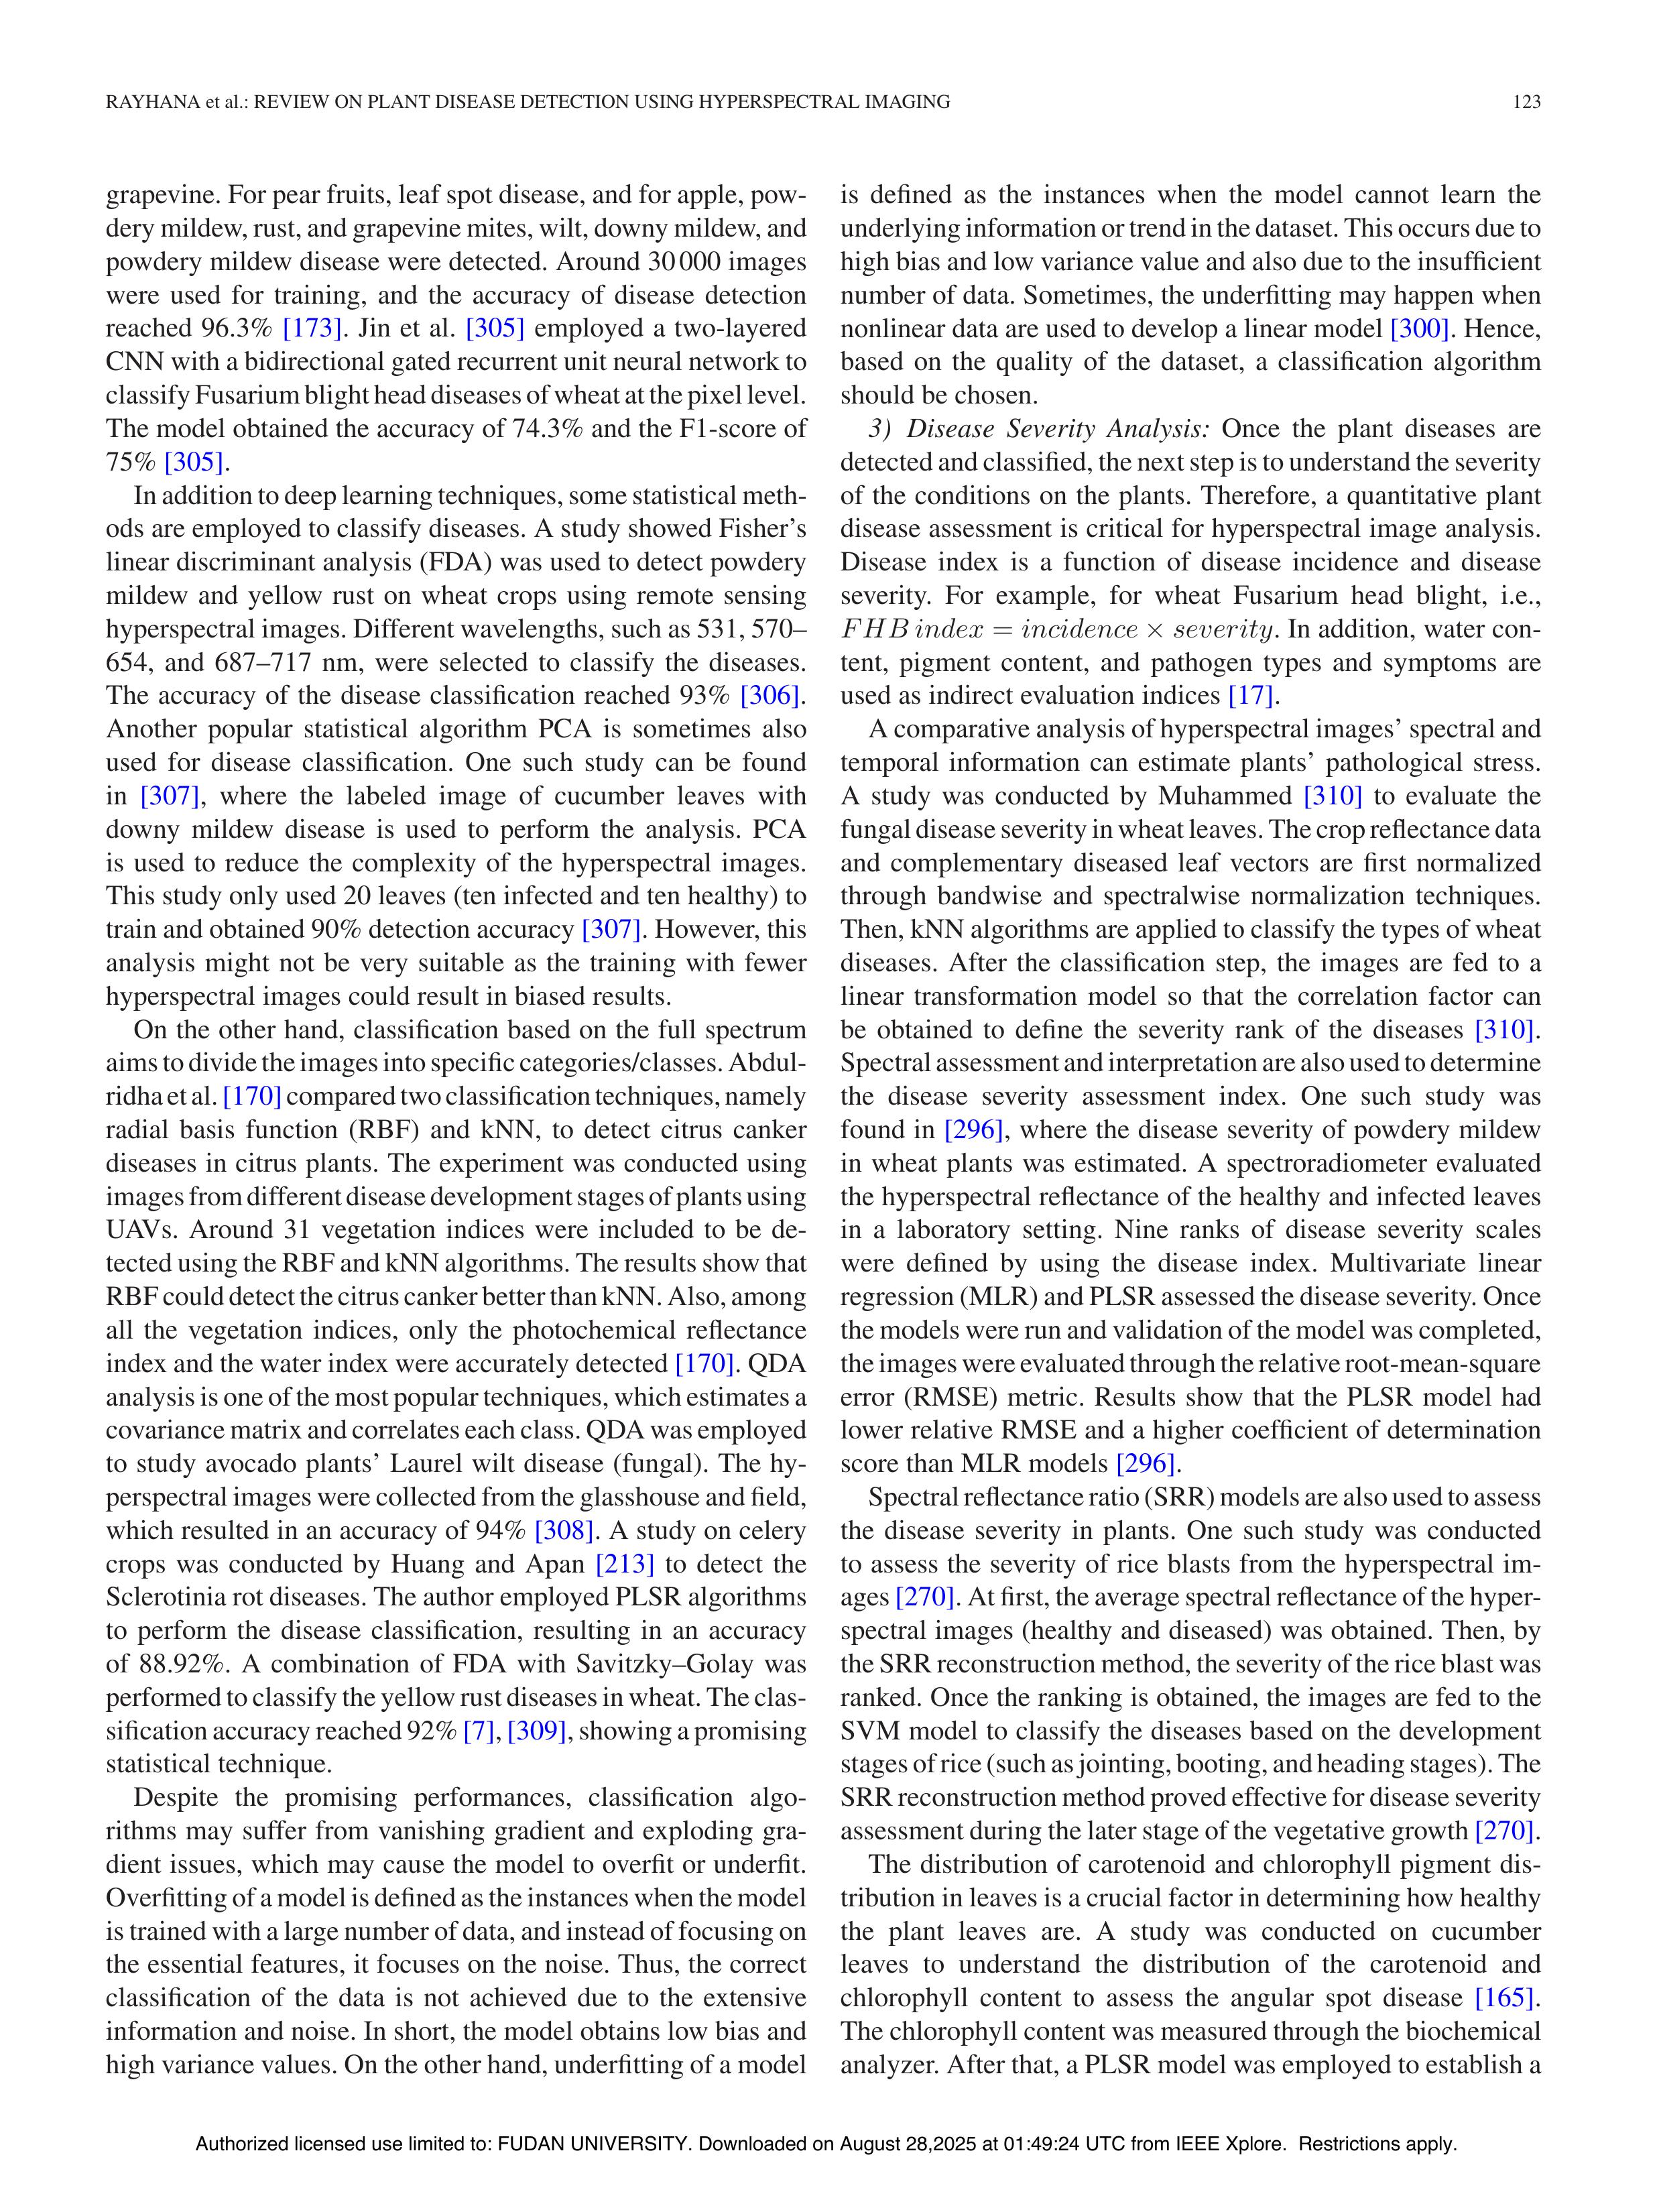 RAYHANA et al.: REVIEW ON PLANT DISEASE DETECTION USING HYPERSPECTRAL IMAGING 123
grapevine. For pear fruits, leaf spot disease, and for apple, pow-
dery mildew, rust, and grapevine mites, wilt, downy mildew, and
powdery mildew disease were detected. Around 30 000 images
were used for training, and the accuracy of disease detection
reached 96.3% [173]. Jin et al. [305] employed a two-layered
CNN with a bidirectional gated recurrent unit neural network to
classify Fusarium blight head diseases of wheat at the pixel level.
The model obtained the accuracy of 74.3% and the F1-score of
75% [305].
In addition to deep learning techniques, some statistical meth-
ods are employed to classify diseases. A study showed Fisher's
linear discriminant analysis (FDA) was used to detect powdery
mildew and yellow rust on wheat crops using remote sensing
hyperspectral images. Different wavelengths, such as 531, 570–
654, and 687–717 nm, were selected to classify the diseases.
The accuracy of the disease classification reached 93% [306].
Another popular statistical algorithm PCA is sometimes also
used for disease classification. One such study can be found
in [307], where the labeled image of cucumber leaves with
downy mildew disease is used to perform the analysis. PCA
is used to reduce the complexity of the hyperspectral images.
This study only used 20 leaves (ten infected and ten healthy) to
train and obtained 90% detection accuracy [307]. However, this
analysis might not be very suitable as the training with fewer
hyperspectral images could result in biased results.
On the other hand, classification based on the full spectrum
aims to divide the images into specific categories/classes. Abdul-
ridha et al. [170] compared two classification techniques, namely
radial basis function (RBF) and kNN, to detect citrus canker
diseases in citrus plants. The experiment was conducted using
images from different disease development stages of plants using
UAVs. Around 31 vegetation indices were included to be de-
tected using the RBF and kNN algorithms. The results show that
RBF could detect the citrus canker better than kNN. Also, among
all the vegetation indices, only the photochemical reflectance
index and the water index were accurately detected [170]. QDA
analysis is one of the most popular techniques, which estimates a
covariance matrix and correlates each class. QDA was employed
to study avocado plants' Laurel wilt disease (fungal). The hy-
perspectral images were collected from the glasshouse and field,
which resulted in an accuracy of 94% [308]. A study on celery
crops was conducted by Huang and Apan [213] to detect the
Sclerotinia rot diseases. The author employed PLSR algorithms
to perform the disease classification, resulting in an accuracy
of 88.92%. A combination of FDA with Savitzky–Golay was
performed to classify the yellow rust diseases in wheat. The clas-
sification accuracy reached 92% [7], [309], showing a promising
statistical technique.
Despite the promising performances, classification algo-
rithms may suffer from vanishing gradient and exploding gra-
dient issues, which may cause the model to overfit or underfit.
Overfitting of a model is defined as the instances when the model
is trained with a large number of data, and instead of focusing on
the essential features, it focuses on the noise. Thus, the correct
classification of the data is not achieved due to the extensive
information and noise. In short, the model obtains low bias and
high variance values. On the other hand, underfitting of a model
is defined as the instances when the model cannot learn the
underlying information or trend in the dataset. This occurs due to
high bias and low variance value and also due to the insufficient
number of data. Sometimes, the underfitting may happen when
nonlinear data are used to develop a linear model [300]. Hence,
based on the quality of the dataset, a classification algorithm
should be chosen.
3) Disease Severity Analysis: Once the plant diseases are
detected and classified, the next step is to understand the severity
of the conditions on the plants. Therefore, a quantitative plant
disease assessment is critical for hyperspectral image analysis.
Disease index is a function of disease incidence and disease
severity. For example, for wheat Fusarium head blight, i.e.,
FHB index = incidence × severity. In addition, water con-
tent, pigment content, and pathogen types and symptoms are
used as indirect evaluation indices [17].
A comparative analysis of hyperspectral images' spectral and
temporal information can estimate plants' pathological stress.
A study was conducted by Muhammed [310] to evaluate the
fungal disease severity in wheat leaves. The crop reflectance data
and complementary diseased leaf vectors are first normalized
through bandwise and spectralwise normalization techniques.
Then, kNN algorithms are applied to classify the types of wheat
diseases. After the classification step, the images are fed to a
linear transformation model so that the correlation factor can
be obtained to define the severity rank of the diseases [310].
Spectral assessment and interpretation are also used to determine
the disease severity assessment index. One such study was
found in [296], where the disease severity of powdery mildew
in wheat plants was estimated. A spectroradiometer evaluated
the hyperspectral reflectance of the healthy and infected leaves
in a laboratory setting. Nine ranks of disease severity scales
were defined by using the disease index. Multivariate linear
regression (MLR) and PLSR assessed the disease severity. Once
the models were run and validation of the model was completed,
the images were evaluated through the relative root-mean-square
error (RMSE) metric. Results show that the PLSR model had
lower relative RMSE and a higher coefficient of determination
score than MLR models [296].
Spectral reflectance ratio (SRR) models are also used to assess
the disease severity in plants. One such study was conducted
to assess the severity of rice blasts from the hyperspectral im-
ages [270]. At first, the average spectral reflectance of the hyper-
spectral images (healthy and diseased) was obtained. Then, by
the SRR reconstruction method, the severity of the rice blast was
ranked. Once the ranking is obtained, the images are fed to the
SVM model to classify the diseases based on the development
stages of rice (such as jointing, booting, and heading stages). The
SRR reconstruction method proved effective for disease severity
assessment during the later stage of the vegetative growth [270].
The distribution of carotenoid and chlorophyll pigment dis-
tribution in leaves is a crucial factor in determining how healthy
the plant leaves are. A study was conducted on cucumber
leaves to understand the distribution of the carotenoid and
chlorophyll content to assess the angular spot disease [165].
The chlorophyll content was measured through the biochemical
analyzer. After that, a PLSR model was employed to establish a
Authorized licensed use limited to: FUDAN UNIVERSITY. Downloaded on August 28,2025 at 01:49:24 UTC from IEEE Xplore. Restrictions apply.